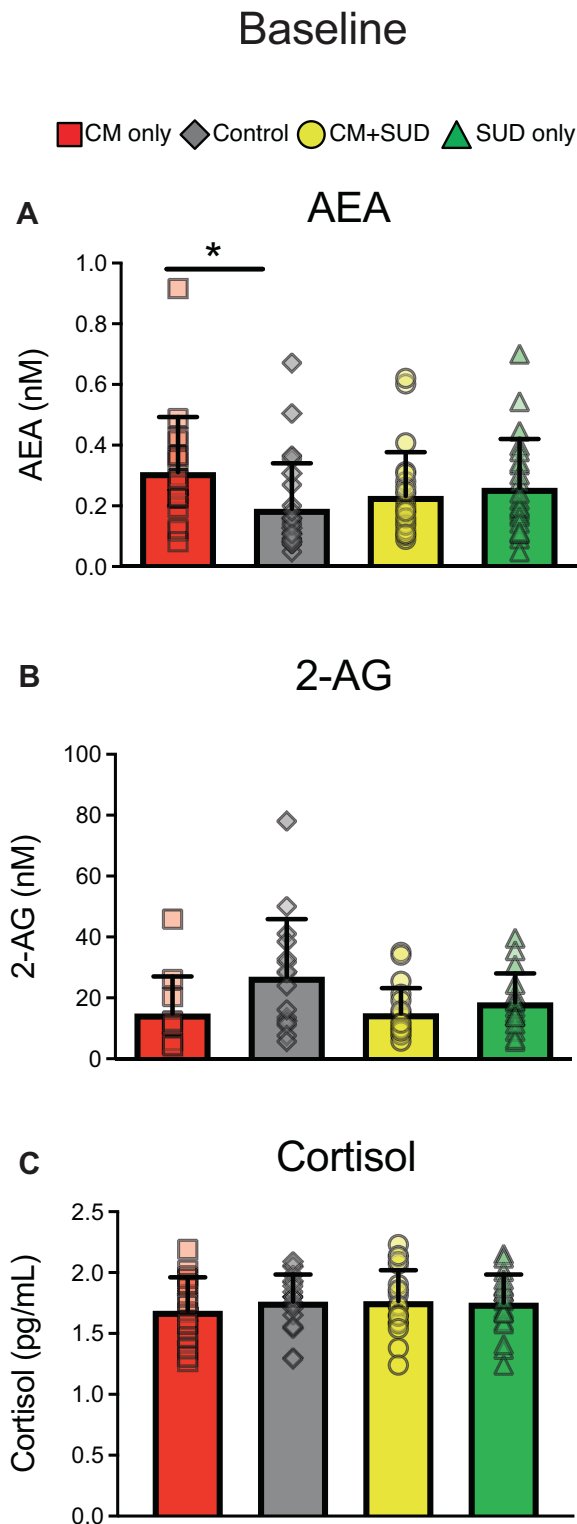 Baseline
CM only Control CM+SUD SUD only
A AEA
*
AEA (nM)
1.0
0.8
0.6
0.4
0.2
0.0
B 2-AG
2-AG (nM)
100
80
60
40
20
0
C Cortisol
Cortisol (pg/mL)
2.5
2.0
1.5
1.0
0.5
0.0